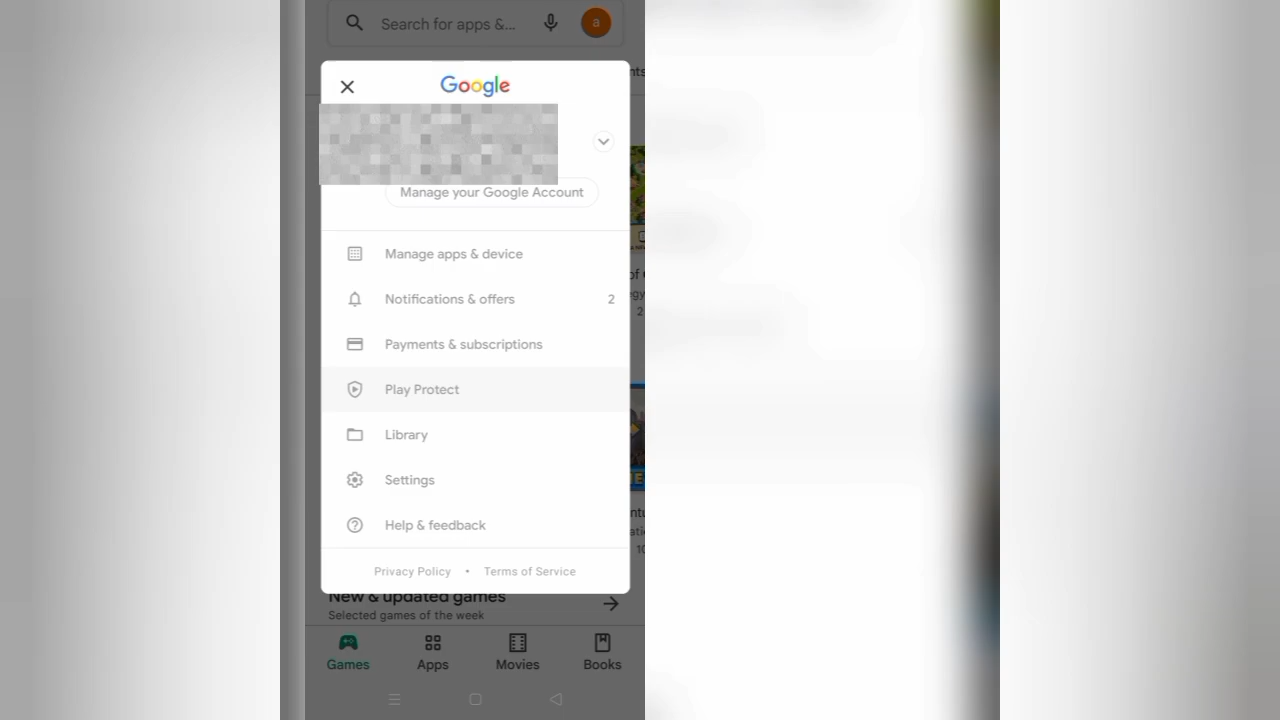 Search for apps &...
a
Google
Manage your Google Account
Manage apps & device
Notifications & offers 2
Payments & subscriptions
Play Protect
Library
Settings
Help & feedback
Privacy Policy • Terms of Service
New & updated games
Selected games of the week
Games Apps Movies Books